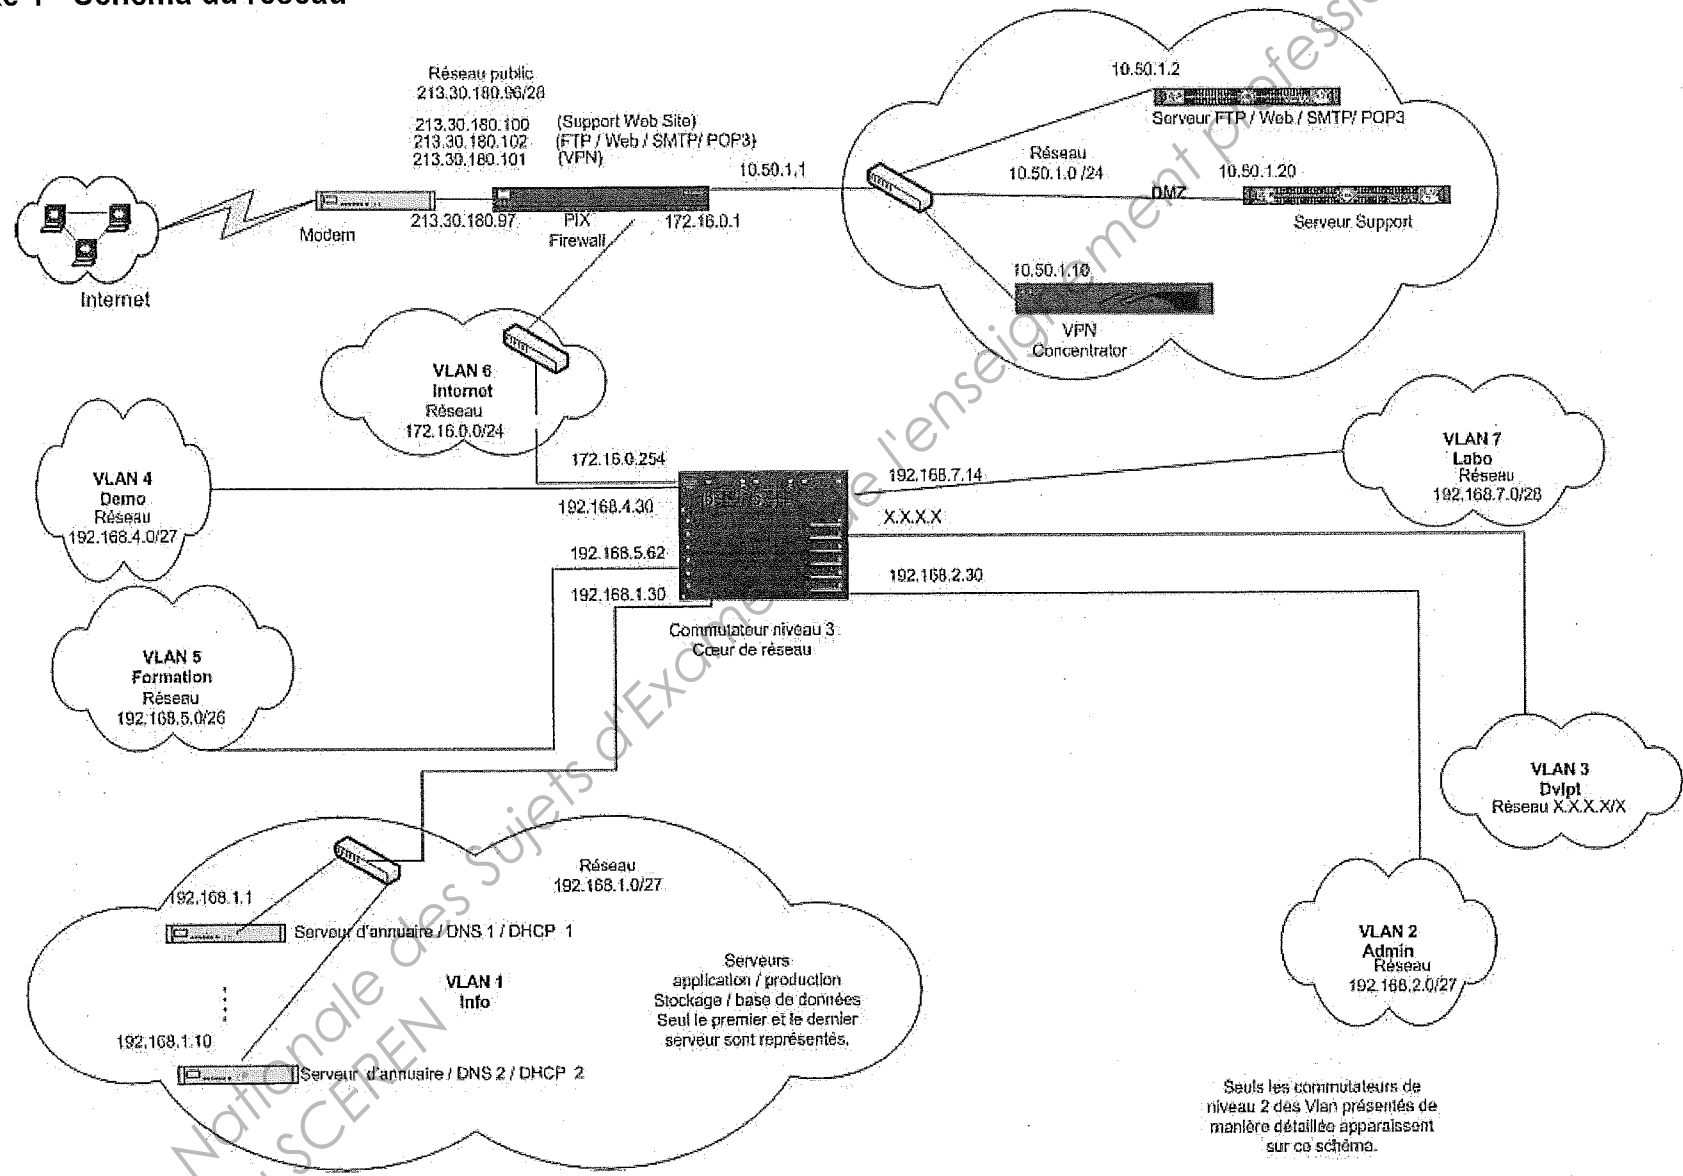 Schéma du réseau
Réseau public
213.30.180.96/28
213.30.180.100 (Support Web Site)
213.30.180.102 (FTP / Web / SMTP/ POP3)
213.30.180.101 (VPN)
10.50.1.1
213.30.180.97
PIX
Firewall
172.16.0.1
Modem
Internet
10.50.1.2
Serveur FTP / Web / SMTP/ POP3
Réseau
10.50.1.0 /24
DMZ
10.50.1.20
Serveur Support
10.50.1.10
VPN
Concentrator
VLAN 6
Internet
Réseau
172.16.0.0/24
172.16.0.254
VLAN 4
Demo
Réseau
192.168.4.0/27
192.168.4.30
192.168.5.62
192.168.1.30
192.168.7.14
X.X.X.X
192.168.2.30
Commutateur niveau 3
Cœur de réseau
VLAN 7
Labo
Réseau
192.168.7.0/28
VLAN 5
Formation
Réseau
192.168.5.0/26
VLAN 3
Dvlpt
Réseau X.X.X.X/X
VLAN 2
Admin
Réseau
192.168.2.0/27
Réseau
192.168.1.0/27
192.168.1.1
Serveur d'annuaire / DNS 1 / DHCP 1
VLAN 1
Info
Serveurs
application / production
Stockage / base de données
Seul le premier et le dernier
serveur sont représentés.
192.168.1.10
Serveur d'annuaire / DNS 2 / DHCP 2
Seuls les commutateurs de
niveau 2 des Vlan présentés de
manière détaillée apparaissent
sur ce schéma.
Nationale des Sujets d'Examens de l'enseignement
SCEREN